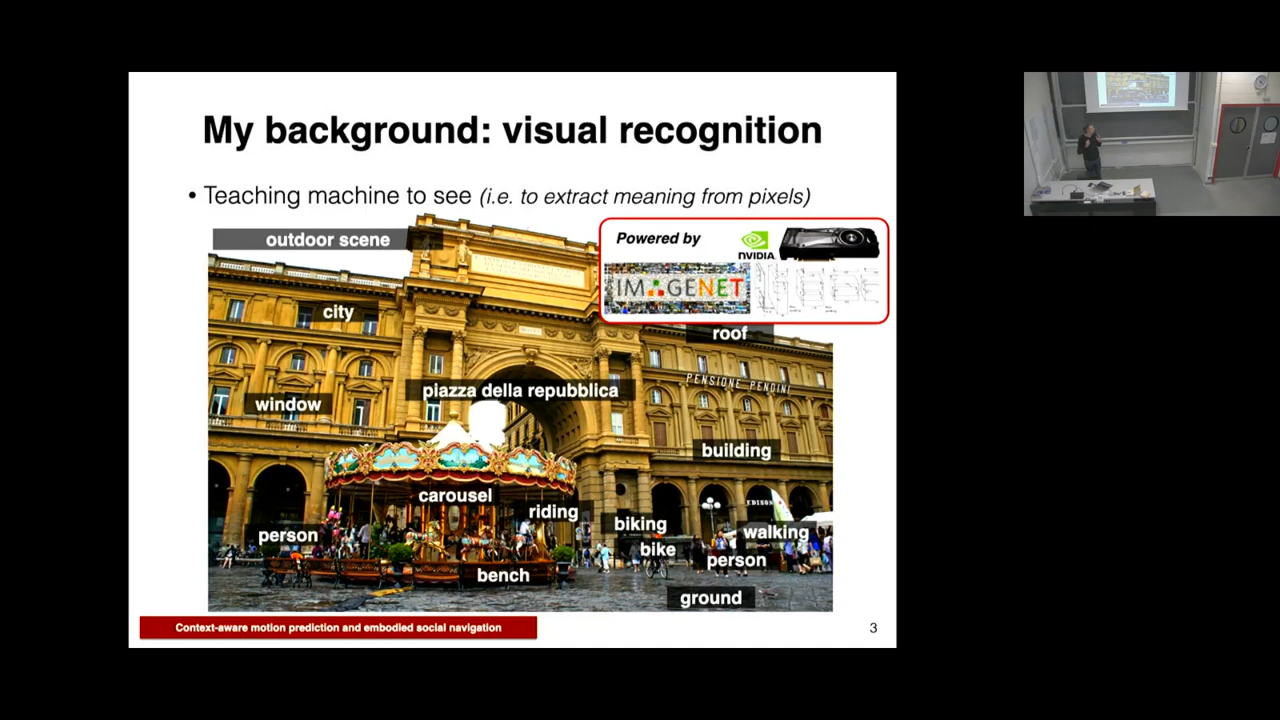 My background: visual recognition
• Teaching machine to see (i.e. to extract meaning from pixels)
outdoor scene
Powered by
NVIDIA
IMAGENET
city
roof
PENSIONE PENDINI
piazza della repubblica
window
building
carousel
EDISON
riding
biking
walking
person
bike
person
bench
ground
Context-aware motion prediction and embodied social navigation
3